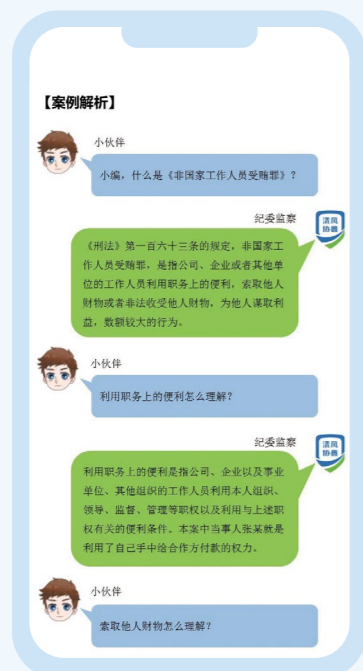 【案例解析】
小伙伴
小编，什么是《非国家工作人员受贿罪》？
纪委监察
清风
协鑫
《刑法》第一百六十三条的规定，非国家工
作人员受贿罪，是指公司、企业或者其他单
位的工作人员利用职务上的便利，索取他人
财物或者非法收受他人财物，为他人谋取利
益，数额较大的行为。
小伙伴
利用职务上的便利怎么理解？
纪委监察
清风
协鑫
利用职务上的便利是指公司、企业以及事业
单位、其他组织的工作人员利用本人组织、
领导、监督、管理等职权以及利用与上述职
权有关的便利条件。本案中当事人张某就是
利用了自己手中给合作方付款的权力。
小伙伴
索取他人财物怎么理解？